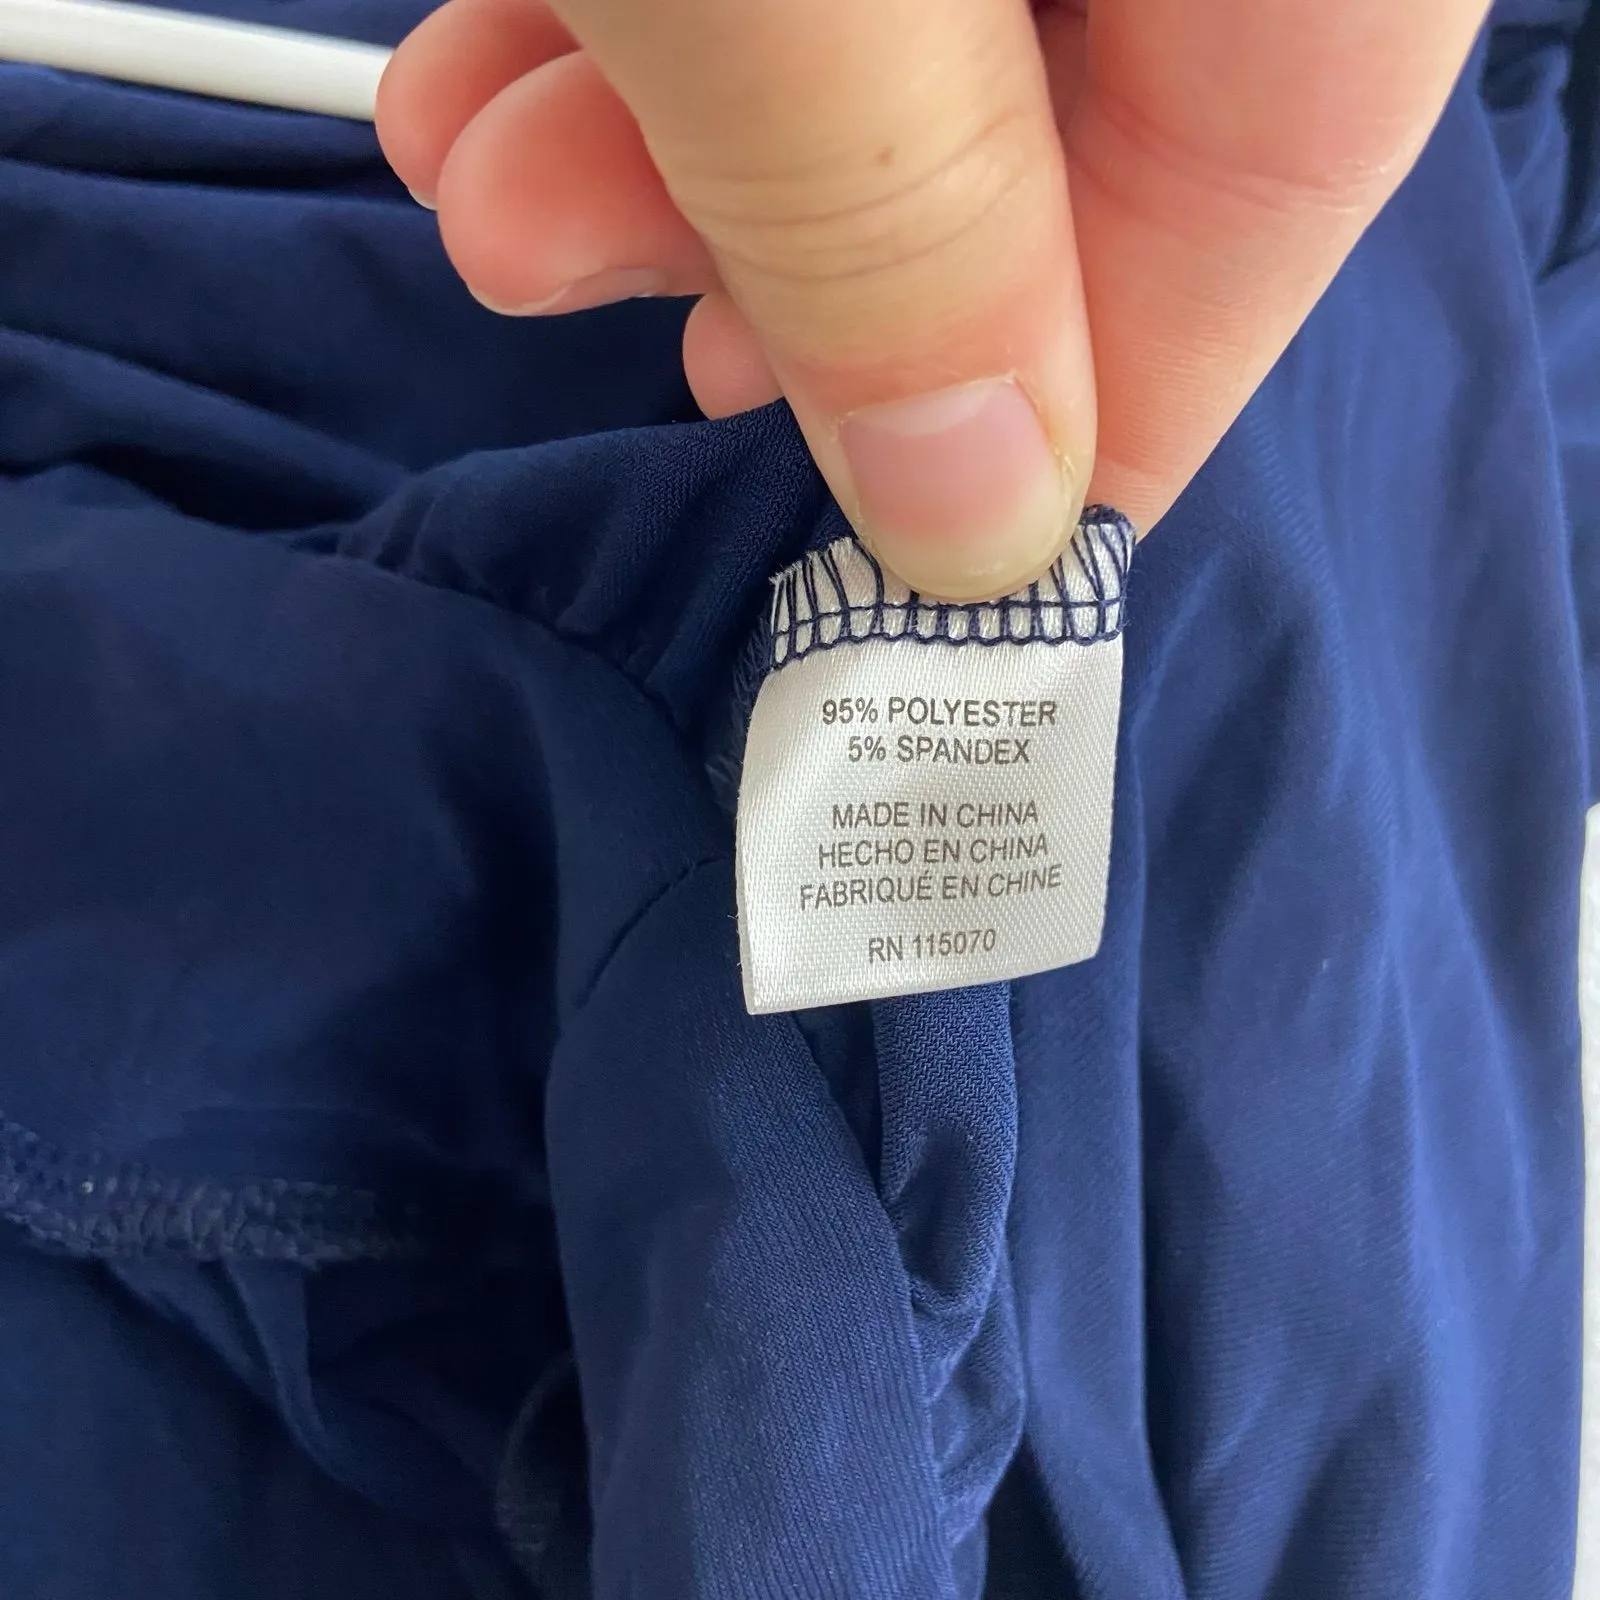 95% POLYESTER
5% SPANDEX
MADE IN CHINA
HECHO EN CHINA
FABRIQUÉ EN CHINE
RN 115070